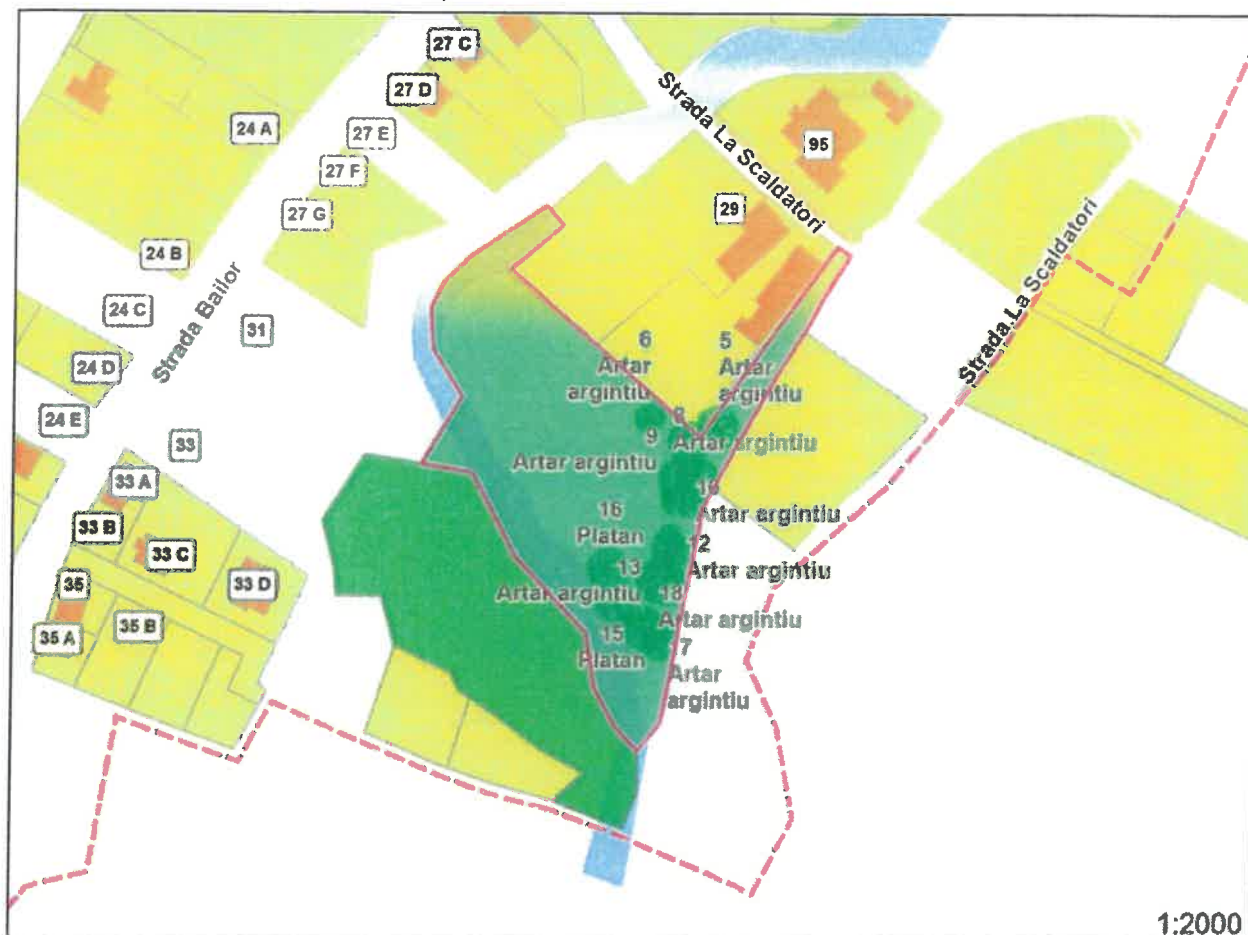 27 C
Strada La Scaldatori
27 D
24 A
27 E
95
27 F
29
27 G
24 B
Strada Bailor
24 C
31
Strada La Scaldatori
6
Artar
argintiu
5
Artar
argintiu
24 D
24 E
33
9
Artar argintiu
Artar argintiu
33 A
16
Platan
Artar argintiu
33 B
33 C
12
Artar argintiu
13
Artar argintiu
33 D
35
18
Artar argintiu
35 A
35 B
15
Platan
17
Artar
argintiu
1:2000